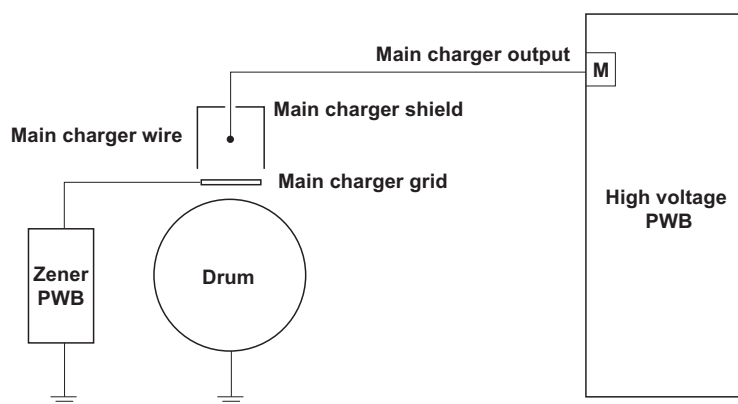 Main charger output
M
Main charger shield
Main charger wire
Main charger grid
High voltage
PWB
Zener
PWB
Drum